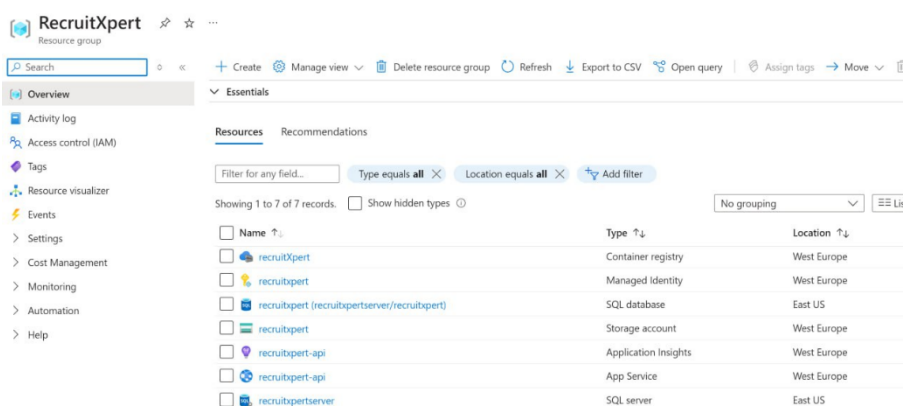 RecruitXpert
Resource group
Search
Create Manage view Delete resource group Refresh Export to CSV Open query Assign tags Move
Overview
Essentials
Activity log
Access control (IAM)
Tags
Resource visualizer
Events
Settings
Cost Management
Monitoring
Automation
Help
Resources Recommendations
Filter for any field... Type equals all Location equals all Add filter
Showing 1 to 7 of 7 records. Show hidden types No grouping Lis
Name Type Location
recruitXpert Container registry West Europe
recruitxpert Managed Identity West Europe
recruitxpert (recruitxpertserver/recruitxpert) SQL database East US
recruitxpert Storage account West Europe
recruitxpert-api Application Insights West Europe
recruitxpert-api App Service West Europe
recruitxpertserver SQL server East US